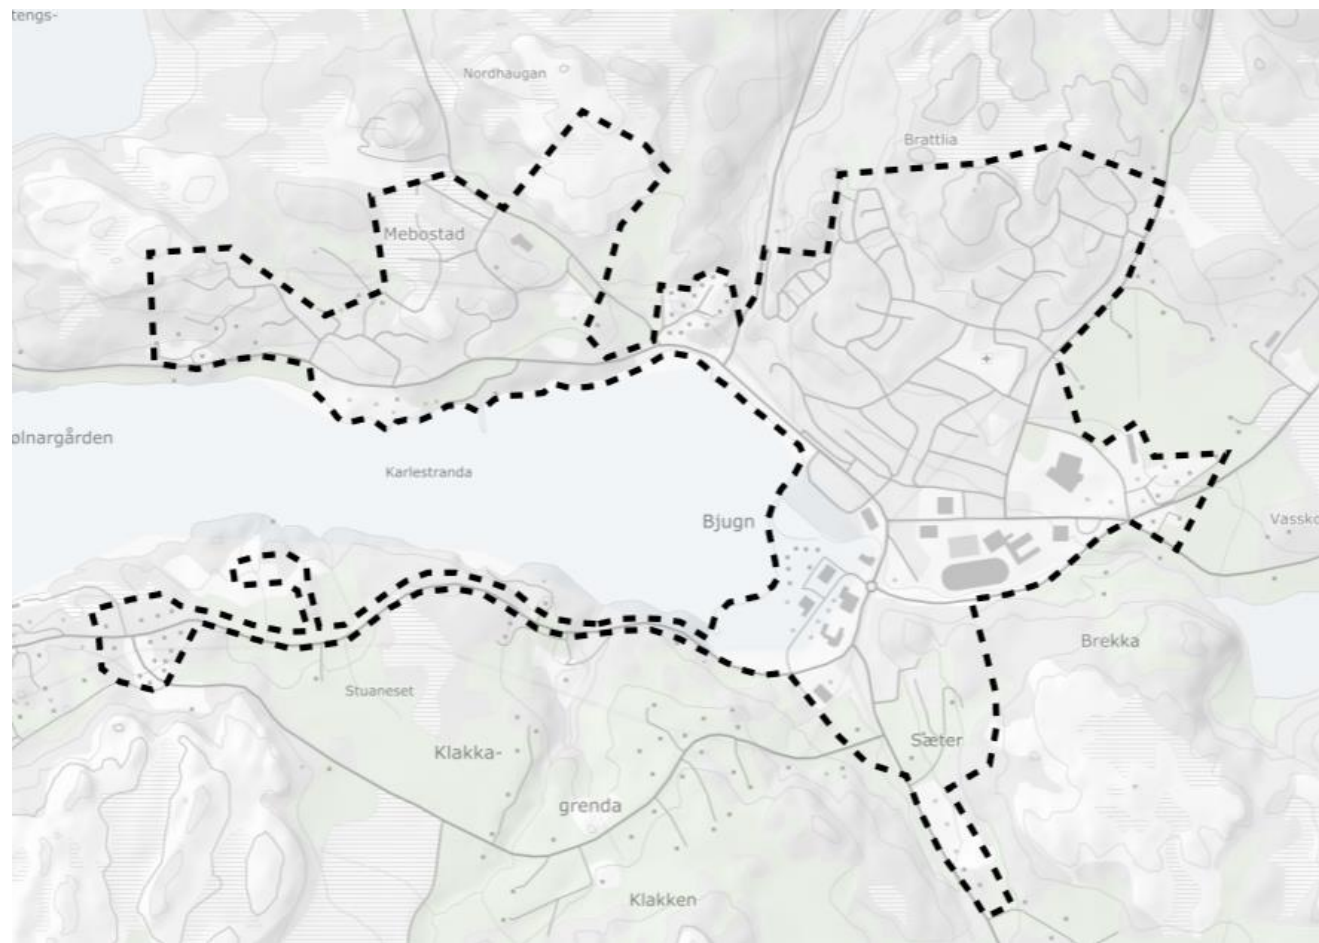 tengs-
Nordhaugan
Brattlia
Mebostad
ølnargården
Karlestranda
Bjugn
Vassko
Brekka
Stuaneset
Sæter
Klakka-
grenda
Klakken